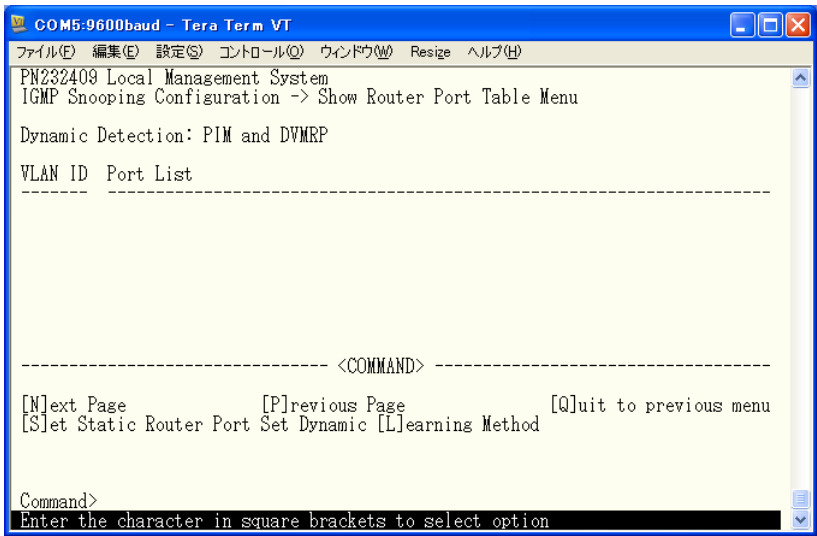 COM5:9600baud - Tera Term VT
ファイル(F) 編集(E) 設定(S) コントロール(O) ウィンドウ(W) Resize ヘルプ(H)
PN232409 Local Management System
IGMP Snooping Configuration -> Show Router Port Table Menu
Dynamic Detection: PIM and DVMRP
VLAN ID  Port List
-------  ---------------------------------------------------------------------
-------------------------------- <COMMAND> -----------------------------------
[N]ext Page              [P]revious Page               [Q]uit to previous menu
[S]et Static Router Port Set Dynamic [L]earning Method
Command>
Enter the character in square brackets to select option